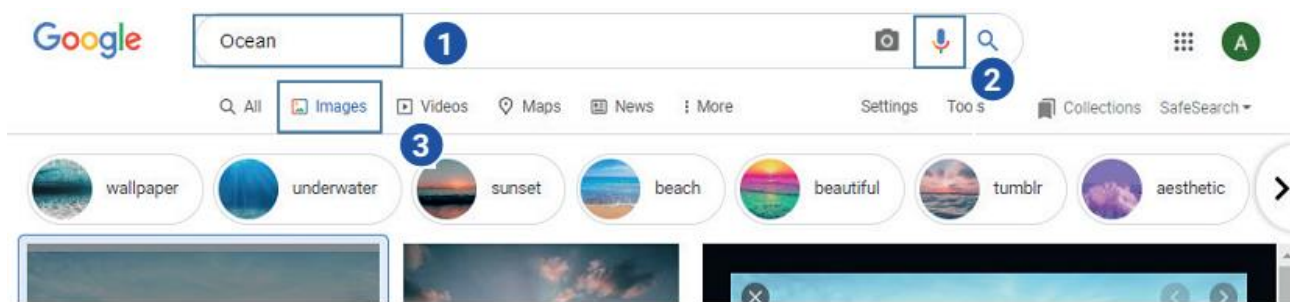 Google Ocean 1 A
2
All Images Videos Maps News More Settings Too s Collections SafeSearch
3
wallpaper underwater sunset beach beautiful tumblr aesthetic